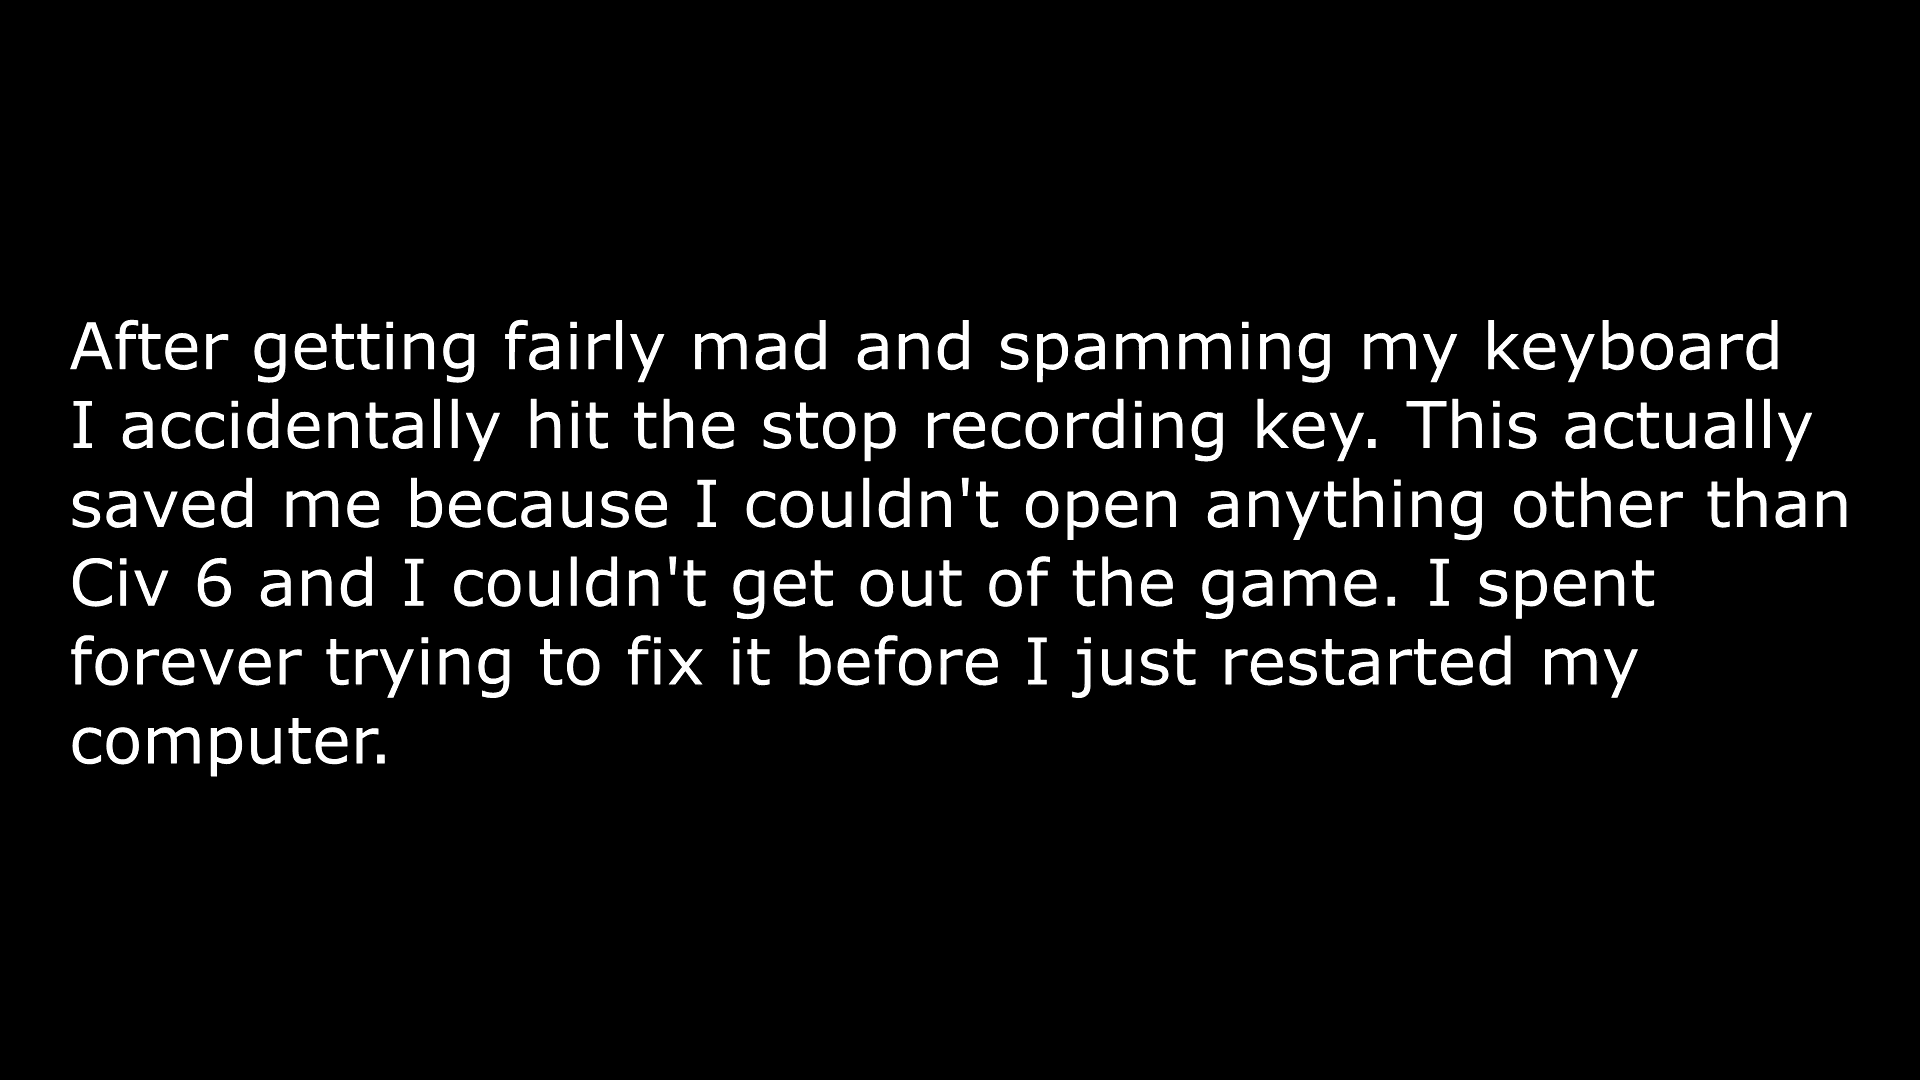 After getting fairly mad and spamming my keyboard
I accidentally hit the stop recording key. This actually
saved me because I couldn't open anything other than
Civ 6 and I couldn't get out of the game. I spent
forever trying to fix it before I just restarted my
computer.